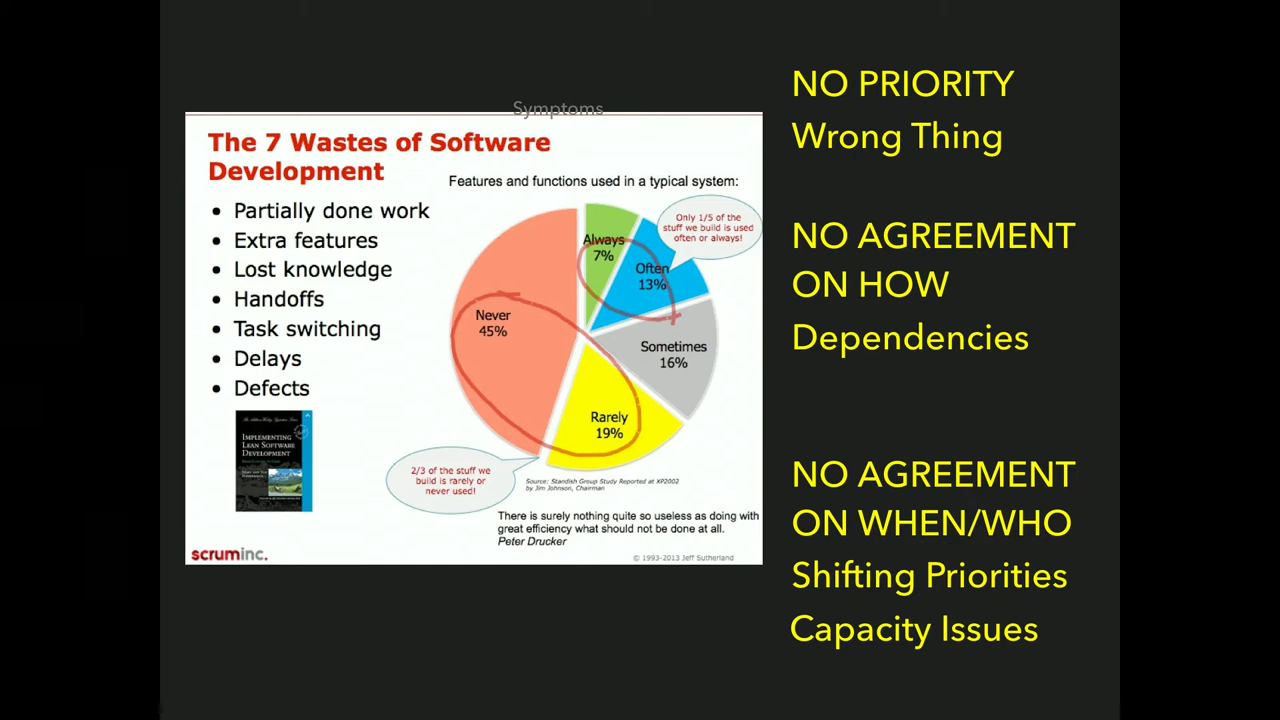 Symptoms
The 7 Wastes of Software
Development
• Partially done work
• Extra features
• Lost knowledge
• Handoffs
• Task switching
• Delays
• Defects
IMPLEMENTING
LEAN SOFTWARE
DEVELOPMENT
Features and functions used in a typical system:
Always
7%
Often
13%
Only 1/5 of the
stuff we build is used
often or always!
Never
45%
Sometimes
16%
Rarely
19%
2/3 of the stuff we
build is rarely or
never used!
Source: Standish Group Study Reported at XP2002
by Jim Johnson, Chairman
There is surely nothing quite so useless as doing with
great efficiency what should not be done at all.
Peter Drucker
scruminc.
© 1993-2013 Jeff Sutherland
NO PRIORITY
Wrong Thing
NO AGREEMENT
ON HOW
Dependencies
NO AGREEMENT
ON WHEN/WHO
Shifting Priorities
Capacity Issues